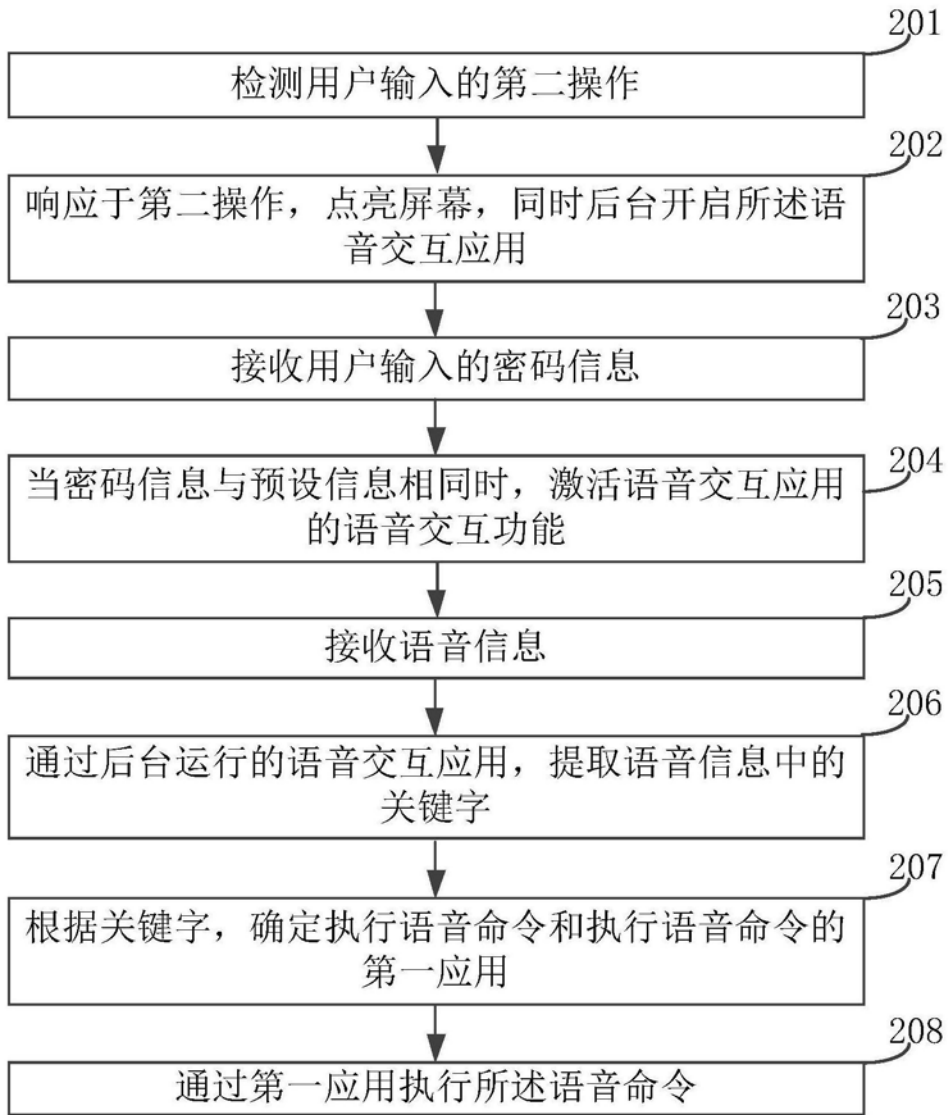 201
检测用户输入的第二操作
202
响应于第二操作，点亮屏幕，同时后台开启所述语
音交互应用
203
接收用户输入的密码信息
204
当密码信息与预设信息相同时，激活语音交互应用
的语音交互功能
205
接收语音信息
206
通过后台运行的语音交互应用，提取语音信息中的
关键字
207
根据关键字，确定执行语音命令和执行语音命令的
第一应用
208
通过第一应用执行所述语音命令